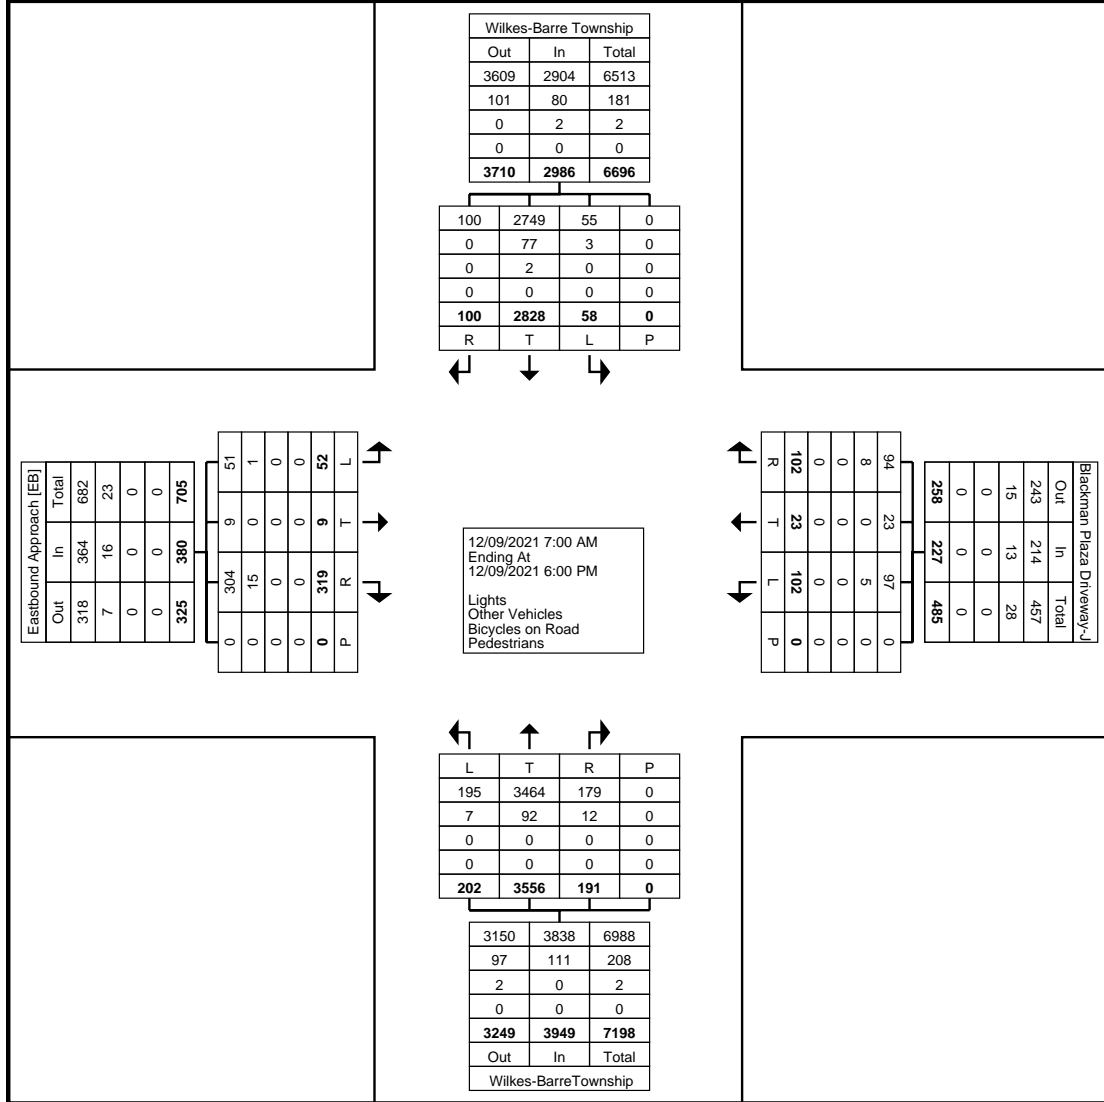 Wilkes-Barre Township
Out In Total
3609 2904 6513
101 80 181
0 2 2
0 0 0
3710 2986 6696
100 2749 55 0
0 77 3 0
0 2 0 0
0 0 0 0
100 2828 58 0
R T L P
Eastbound Approach [EB]
Out In Total
318 364 682
7 16 23
0 0 0
0 0 0
325 380 705
0 304 9 51
0 15 0 1
0 0 0 0
0 0 0 0
0 319 9 52
P R T L
12/09/2021 7:00 AM
Ending At
12/09/2021 6:00 PM
Lights
Other Vehicles
Bicycles on Road
Pedestrians
Blackman Plaza Driveway-J
Out In Total
243 214 457
15 13 28
0 0 0
0 0 0
258 227 485
94 23 97 0
8 0 5 0
0 0 0 0
0 0 0 0
102 23 102 0
R T L P
L T R P
195 3464 179 0
7 92 12 0
0 0 0 0
0 0 0 0
202 3556 191 0
3150 3838 6988
97 111 208
2 0 2
0 0 0
3249 3949 7198
Out In Total
Wilkes-BarreTownship